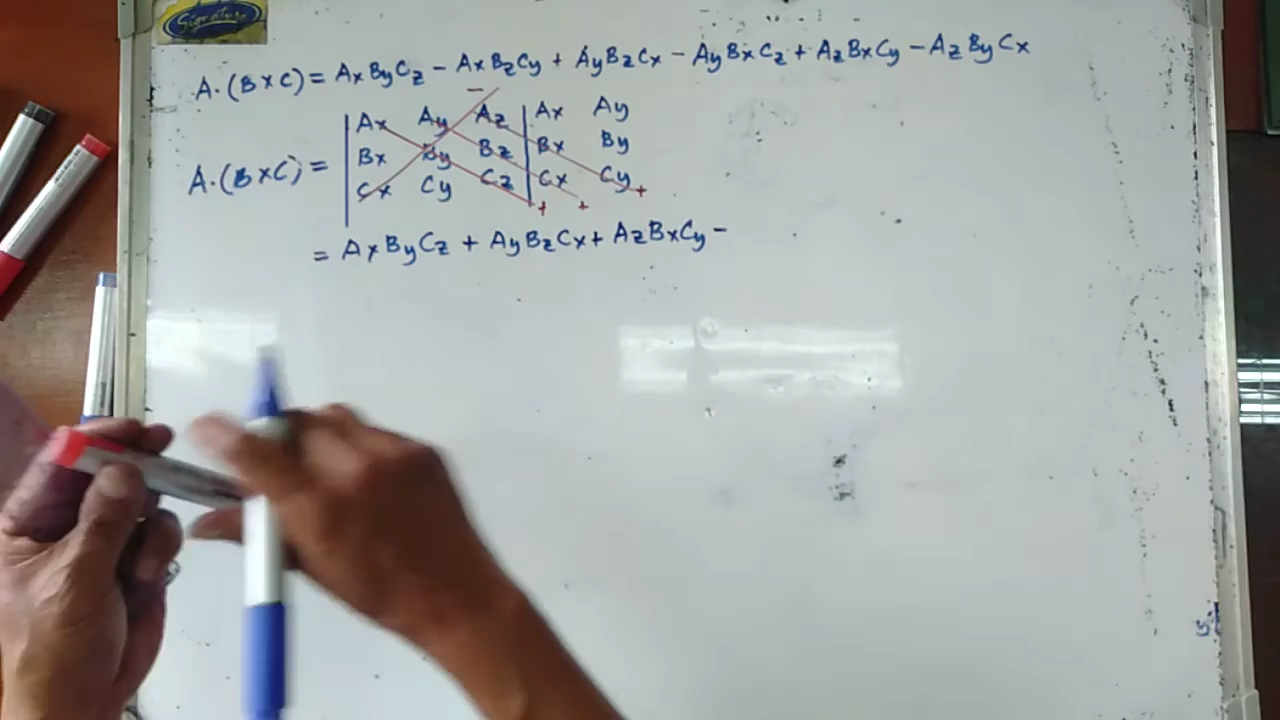 Signature
A·(B×C) = AxByCz - AxBzCy + AyBzCx - AyBxCz + AzBxCy - AzByCx
-
Ax Ay Az | Ax Ay
A·(B×C) = | Bx By Bz | Bx By
Cx Cy Cz | Cx Cy +
+ +
= AxByCz + AyBzCx + AzBxCy -